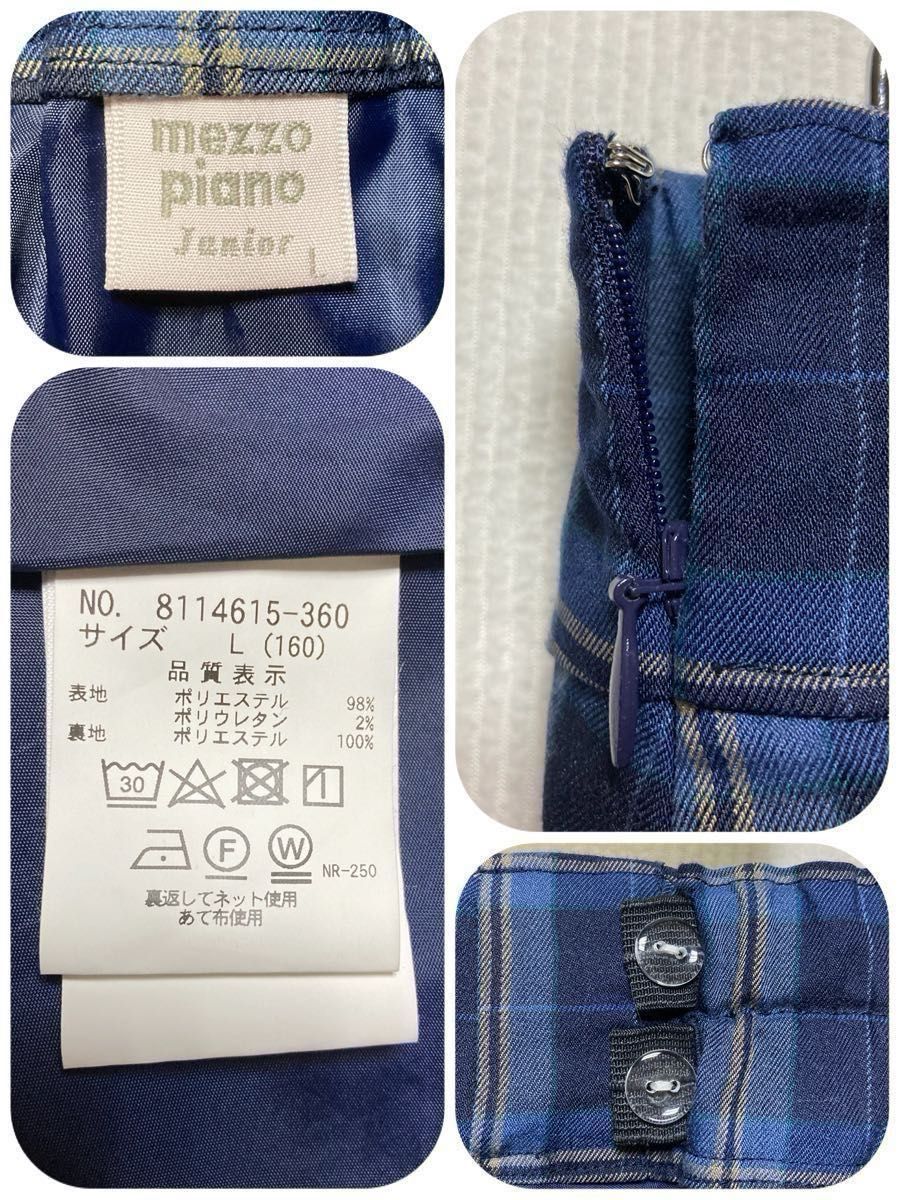 mezzo
piano
Junior
L
NO. 8114615-360
サイズ L (160)
品質表示
表地 ポリエステル 98%
ポリウレタン 2%
裏地 ポリエステル 100%
30
F W NR-250
裏返してネット使用
あて布使用